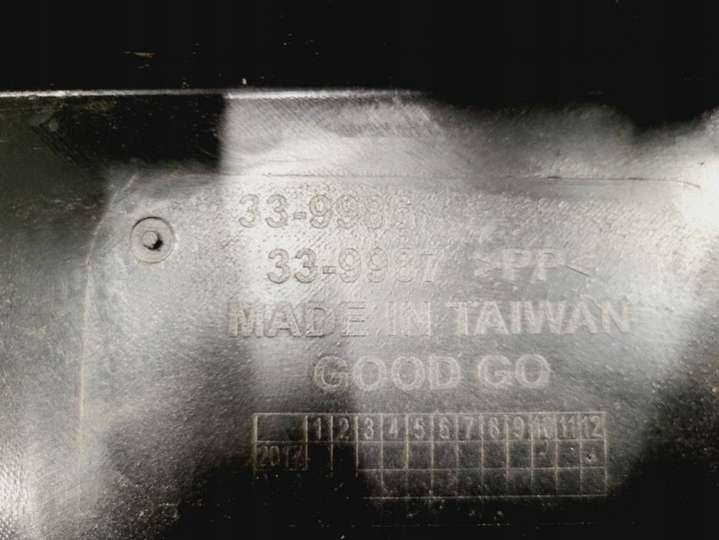 33-9986
33-9987 >PP<
MADE IN TAIWAN
GOOD GO
1 2 3 4 5 6 7 8 9 10 11 12